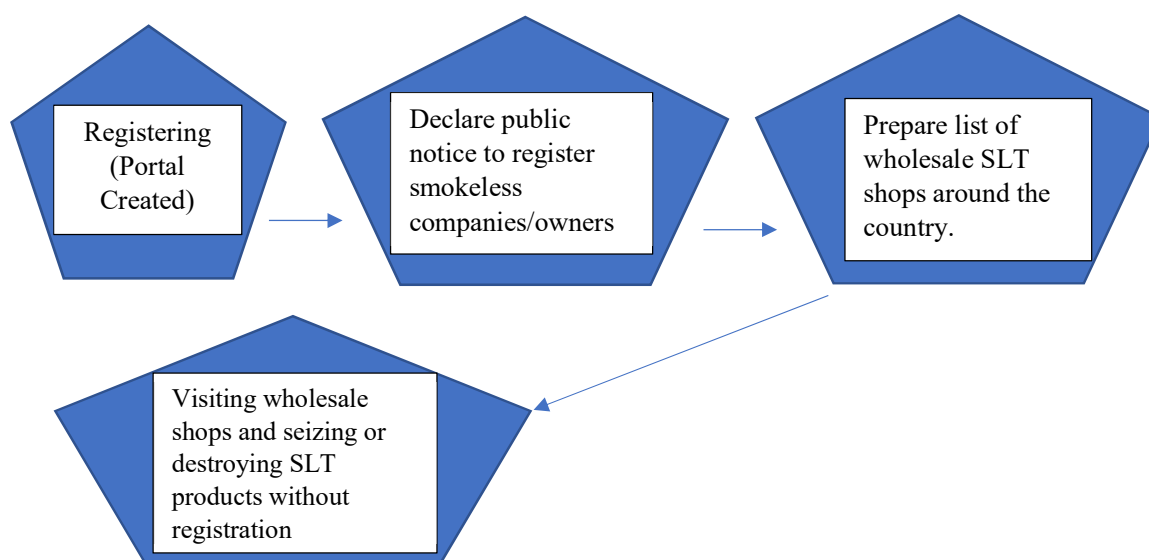 Registering
(Portal
Created)
Declare public
notice to register
smokeless
companies/owners
Prepare list of
wholesale SLT
shops around the
country.
Visiting wholesale
shops and seizing or
destroying SLT
products without
registration